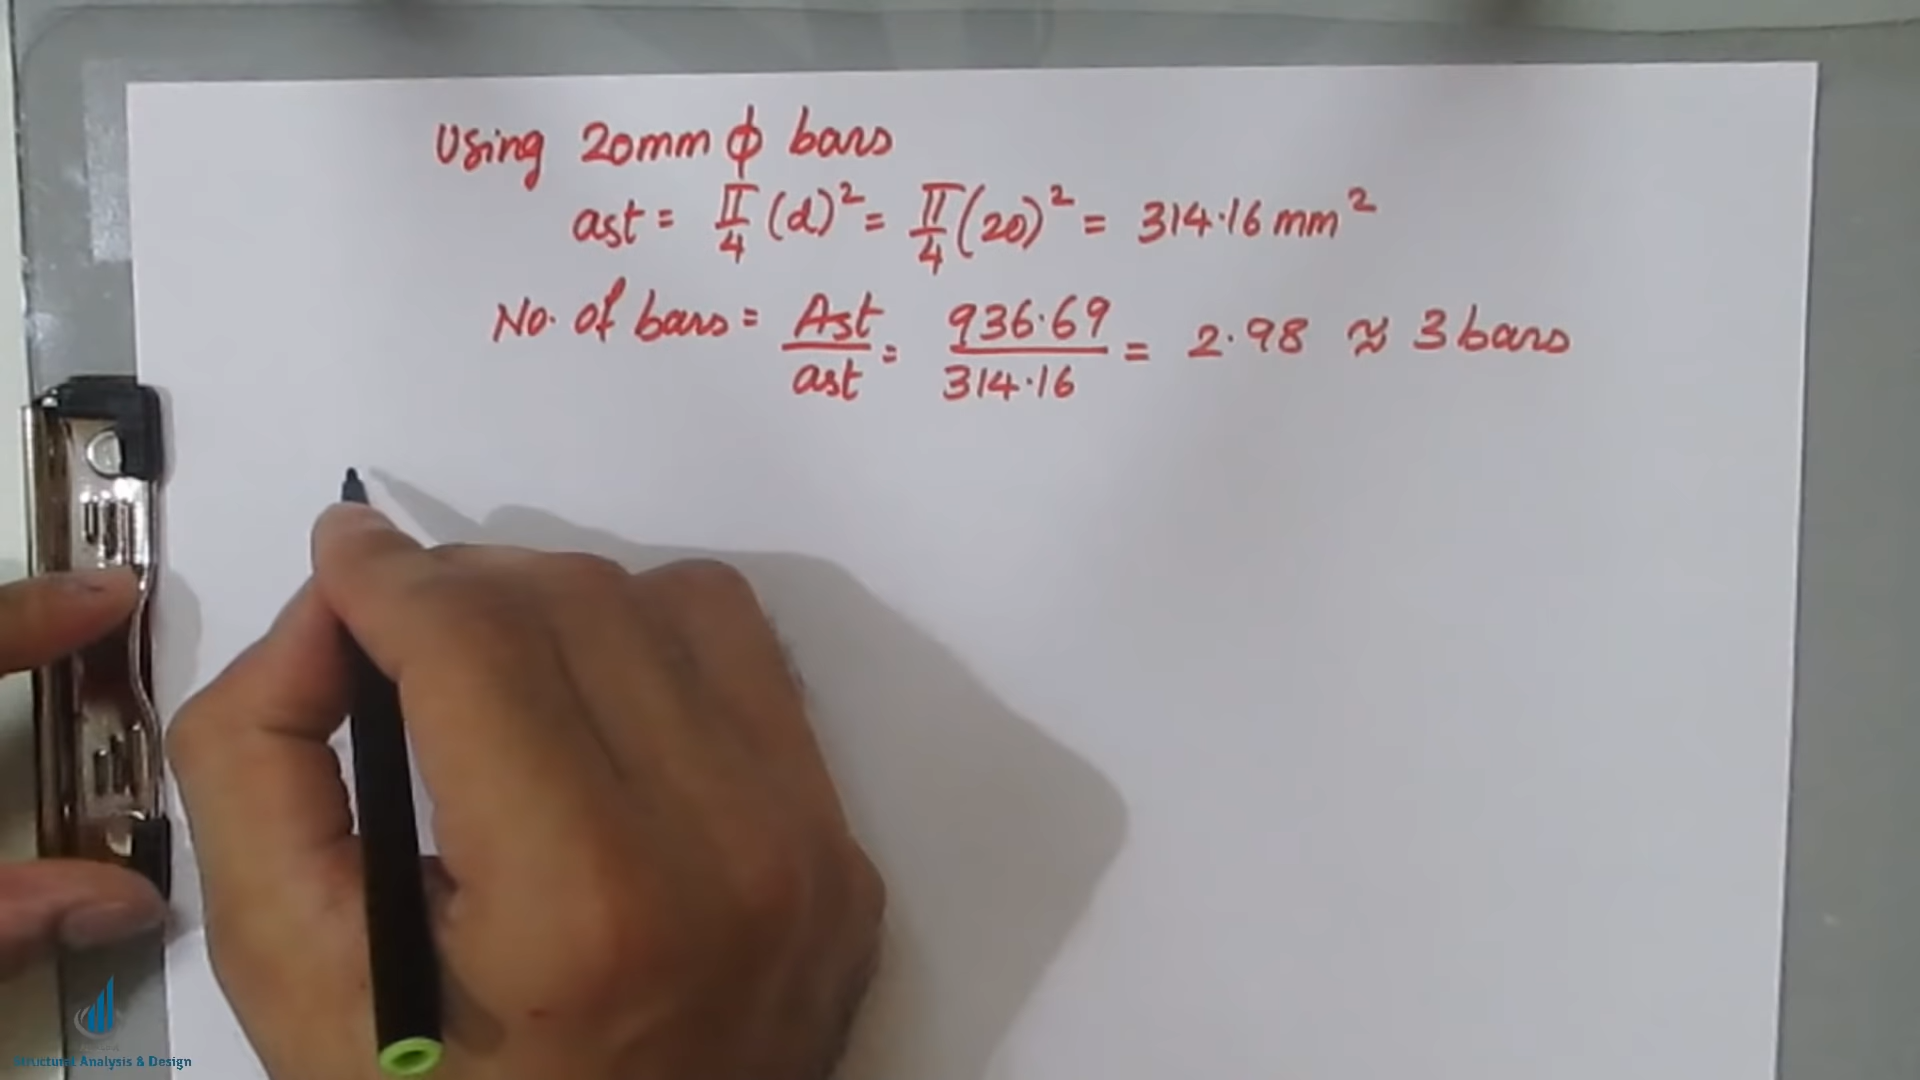 Using 20mm ϕ bars
ast = π/4 (d)² = π/4 (20)² = 314.16 mm²
No. of bars = Ast/ast = 936.69/314.16 = 2.98 ≈ 3 bars
Structural Analysis & Design